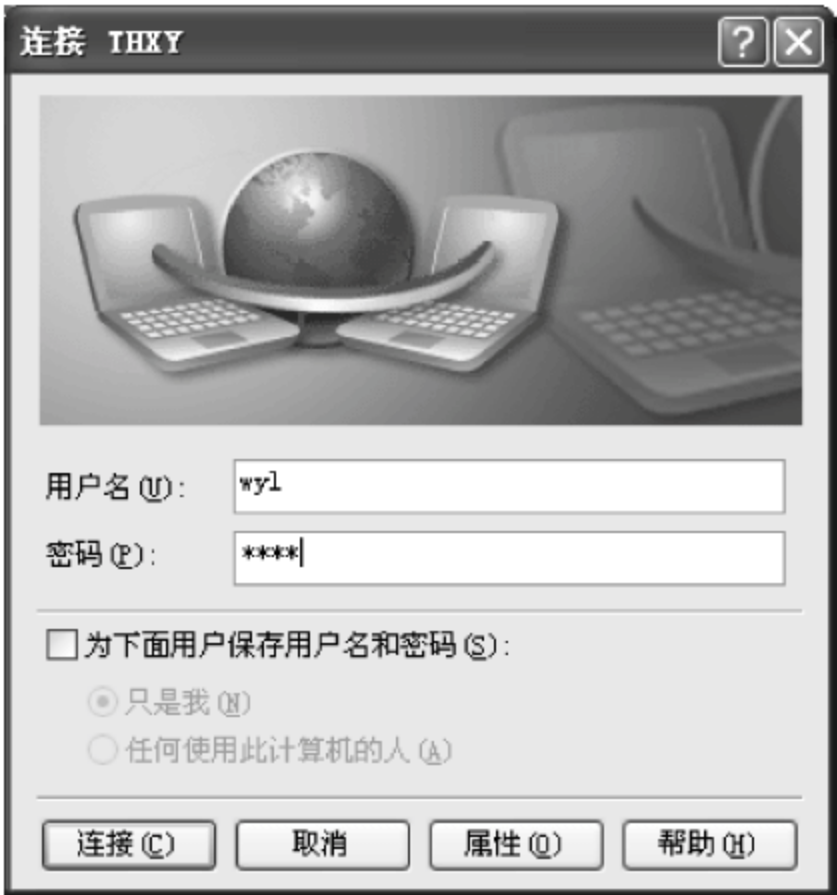 连接 THXY
用户名(U):
wyl
密码(P):
****
为下面用户保存用户名和密码(S):
只是我(N)
任何使用此计算机的人(A)
连接(C)
取消
属性(O)
帮助(H)